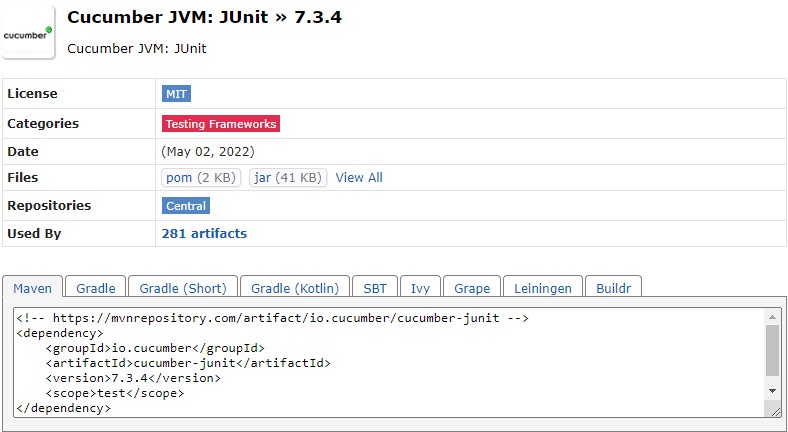 cucumber
Cucumber JVM: JUnit » 7.3.4
Cucumber JVM: JUnit
License MIT
Categories Testing Frameworks
Date (May 02, 2022)
Files pom (2 KB) jar (41 KB) View All
Repositories Central
Used By 281 artifacts
Maven Gradle Gradle (Short) Gradle (Kotlin) SBT Ivy Grape Leiningen Buildr
<!-- https://mvnrepository.com/artifact/io.cucumber/cucumber-junit -->
<dependency>
    <groupId>io.cucumber</groupId>
    <artifactId>cucumber-junit</artifactId>
    <version>7.3.4</version>
    <scope>test</scope>
</dependency>